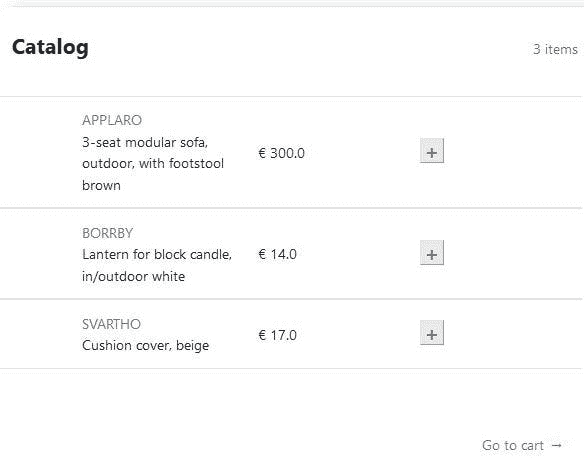 Catalog
3 items
APPLARO
3-seat modular sofa,
outdoor, with footstool
brown
€ 300.0
+
BORRBY
Lantern for block candle,
in/outdoor white
€ 14.0
+
SVARTHO
Cushion cover, beige
€ 17.0
+
Go to cart →